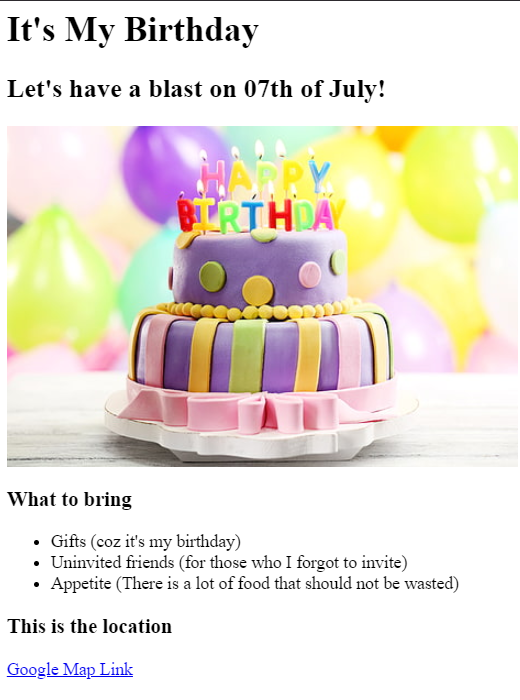 It's My Birthday
Let's have a blast on 07th of July!
HAPPY
BIRTHDAY
What to bring
Gifts (coz it's my birthday)
Uninvited friends (for those who I forgot to invite)
Appetite (There is a lot of food that should not be wasted)
This is the location
Google Map Link